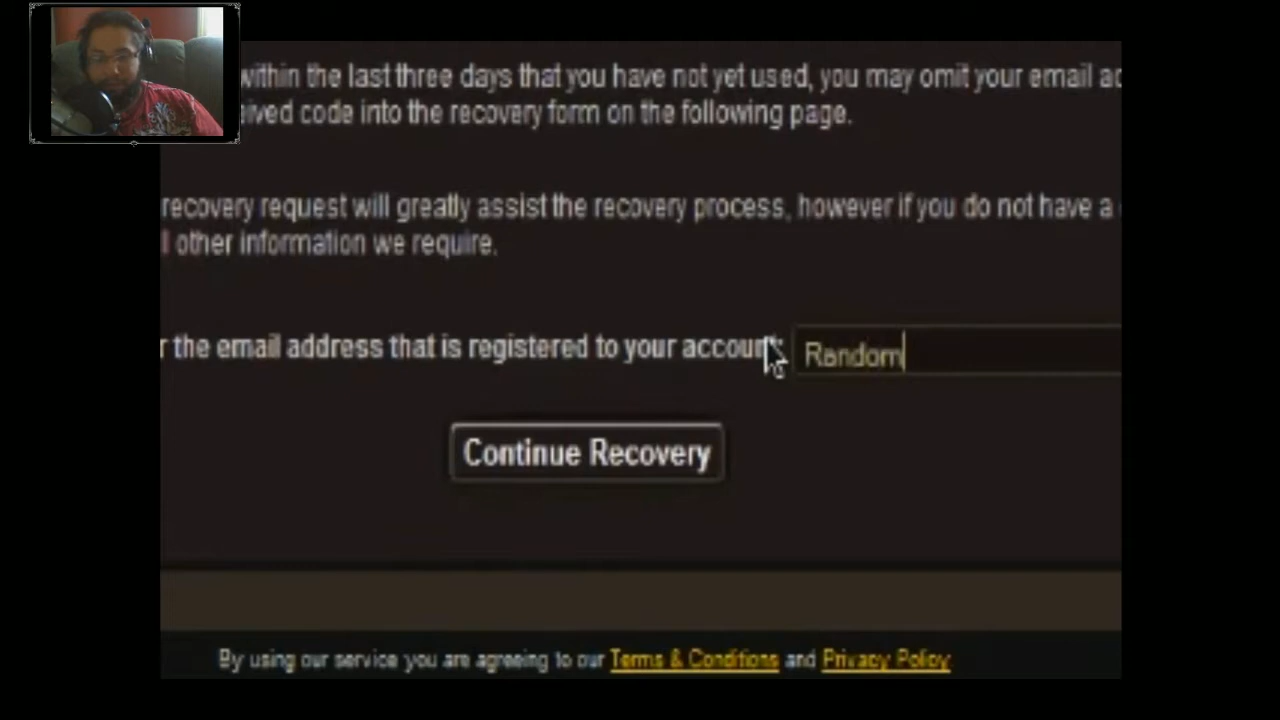 within the last three days that you have not yet used, you may omit your email
ived code into the recovery form on the following page.
recovery request will greatly assist the recovery process, however if you do not have a
other information we require.
the email address that is registered to your account: Random
Continue Recovery
By using our service you are agreeing to our Terms & Conditions and Privacy Policy